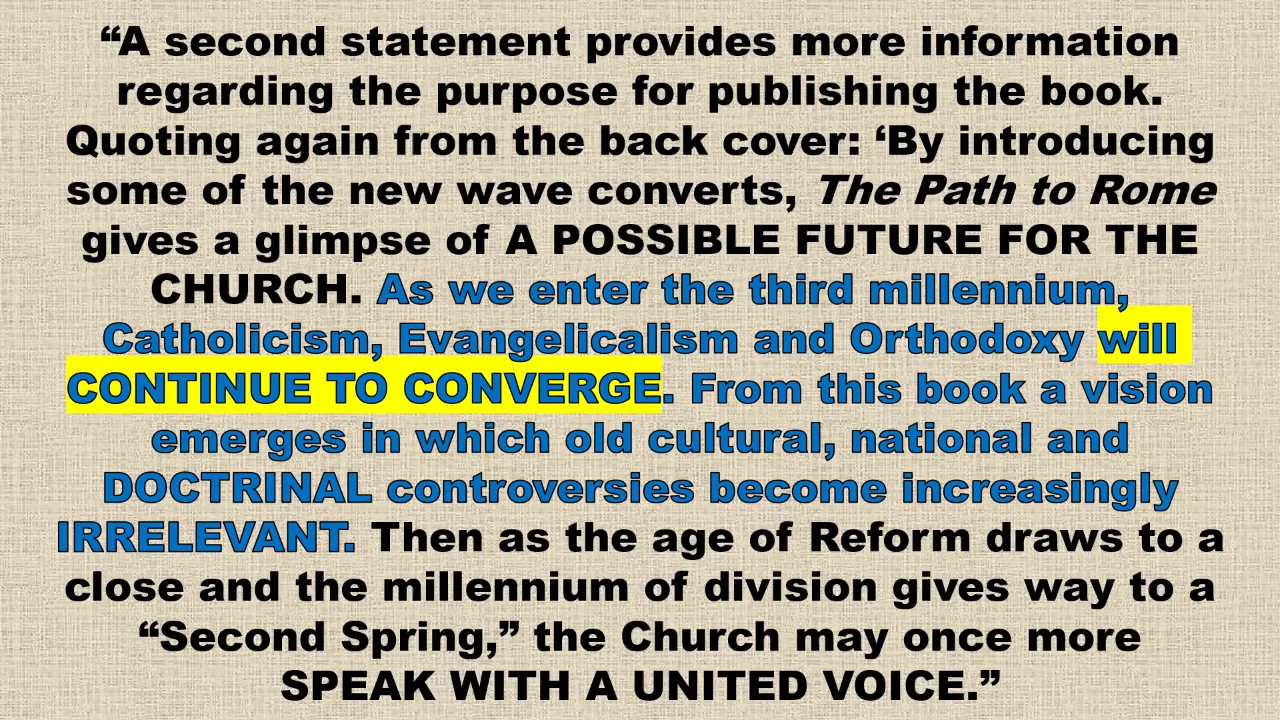 “A second statement provides more information
regarding the purpose for publishing the book.
Quoting again from the back cover: ‘By introducing
some of the new wave converts, The Path to Rome
gives a glimpse of A POSSIBLE FUTURE FOR THE
CHURCH. As we enter the third millennium,
Catholicism, Evangelicalism and Orthodoxy will
CONTINUE TO CONVERGE. From this book a vision
emerges in which old cultural, national and
DOCTRINAL controversies become increasingly
IRRELEVANT. Then as the age of Reform draws to a
close and the millennium of division gives way to a
“Second Spring,” the Church may once more
SPEAK WITH A UNITED VOICE.”